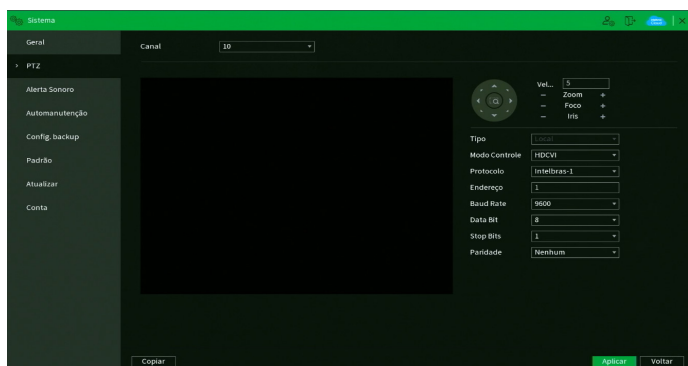 Sistema
Geral
PTZ
Alerta Sonoro
Automanutenção
Config. backup
Padrão
Atualizar
Conta
Canal 10
Vel... 5
- Zoom +
- Foco +
- Iris +
Tipo Local
Modo Controle HDCVI
Protocolo Intelbras-1
Endereço 1
Baud Rate 9600
Data Bit 8
Stop Bits 1
Paridade Nenhum
Copiar
Aplicar Voltar